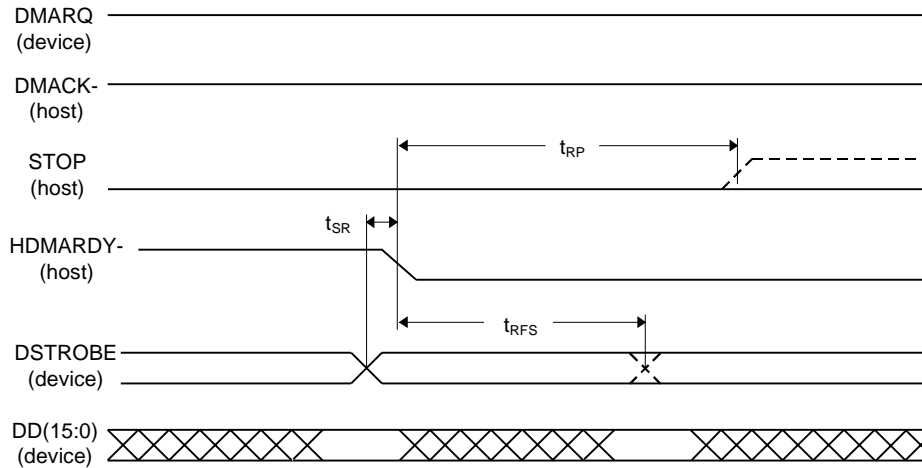 DMARQ
(device)
DMACK-
(host)
STOP
(host)
tRP
tSR
HDMARDY-
(host)
tRFS
DSTROBE
(device)
DD(15:0)
(device)